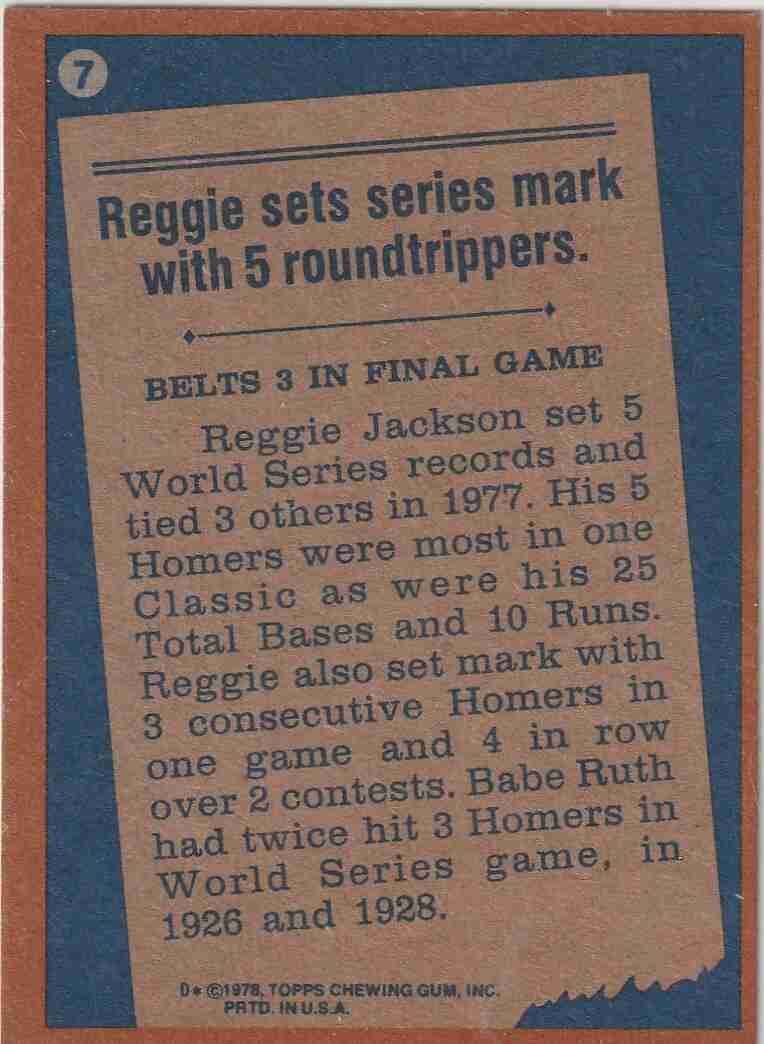 7
Reggie sets series mark
with 5 roundtrippers.
BELTS 3 IN FINAL GAME
Reggie Jackson set 5
World Series records and
tied 3 others in 1977. His 5
Homers were most in one
Classic as were his 25
Total Bases and 10 Runs.
Reggie also set mark with
3 consecutive Homers in
one game and 4 in row
over 2 contests. Babe Ruth
had twice hit 3 Homers in
World Series game, in
1926 and 1928.
D* ©1978, TOPPS CHEWING GUM, INC.
PRTD. IN U.S.A.